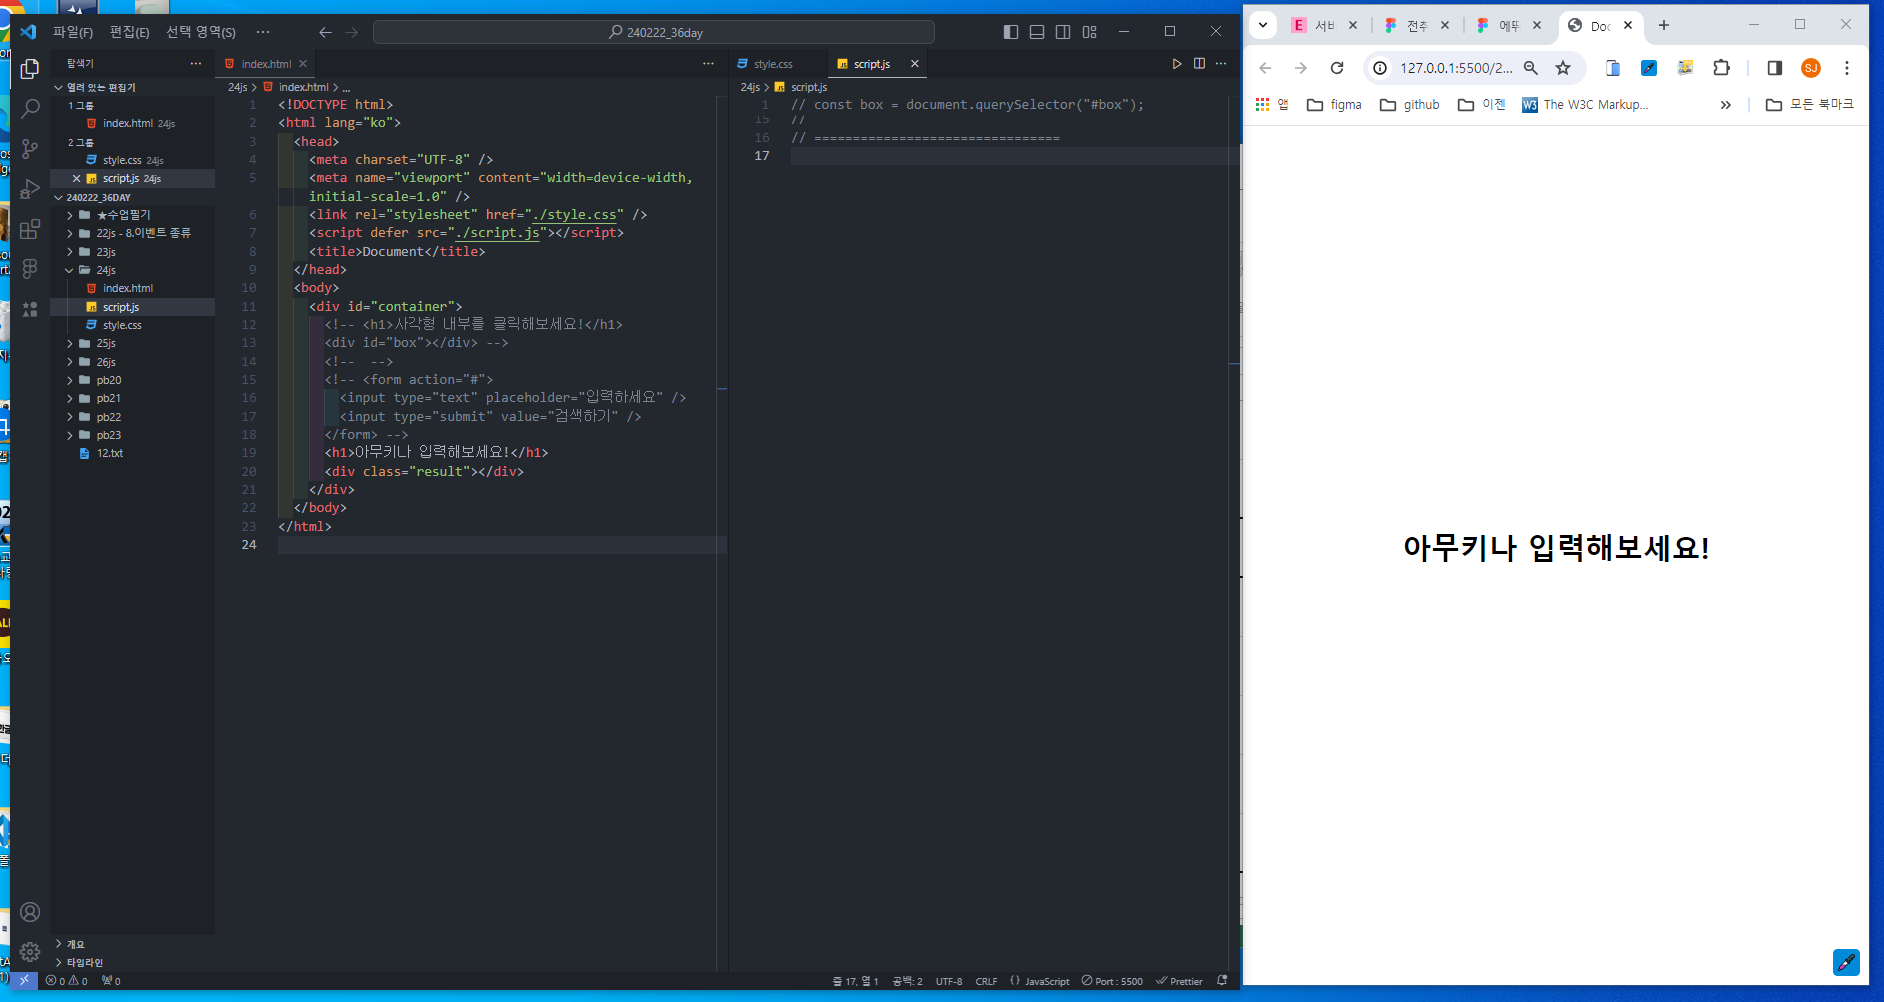 파일(F) 편집(E) 선택 영역(S) ···
240222_36day
탐색기
열려 있는 편집기
1 그룹
index.html 24js
2 그룹
style.css 24js
script.js 24js
240222_36DAY
★수업필기
22js - 8.이벤트 종류
23js
24js
index.html
script.js
style.css
25js
26js
pb20
pb21
pb22
pb23
12.txt
개요
타임라인
index.html
24js > index.html > ...
1 <!DOCTYPE html>
2 <html lang="ko">
3 <head>
4 <meta charset="UTF-8" />
5 <meta name="viewport" content="width=device-width,
initial-scale=1.0" />
6 <link rel="stylesheet" href="./style.css" />
7 <script defer src="./script.js"></script>
8 <title>Document</title>
9 </head>
10 <body>
11 <div id="container">
12 <!-- <h1>사각형 내부를 클릭해보세요!</h1>
13 <div id="box"></div> -->
14 <!--  -->
15 <!-- <form action="#">
16 <input type="text" placeholder="입력하세요" />
17 <input type="submit" value="검색하기" />
18 </form> -->
19 <h1>아무키나 입력해보세요!</h1>
20 <div class="result"></div>
21 </div>
22 </body>
23 </html>
24
style.css script.js
24js > script.js
1 // const box = document.querySelector("#box");
15 //
16 // ================================
17
0 0 0
줄 17, 열 1 공백: 2 UTF-8 CRLF {} JavaScript Port : 5500 Prettier
서비 전추 에뚜 Doc
127.0.0.1:5500/2...
SJ
앱 figma github 이젠 W3 The W3C Markup... » 모든 북마크
아무키나 입력해보세요!